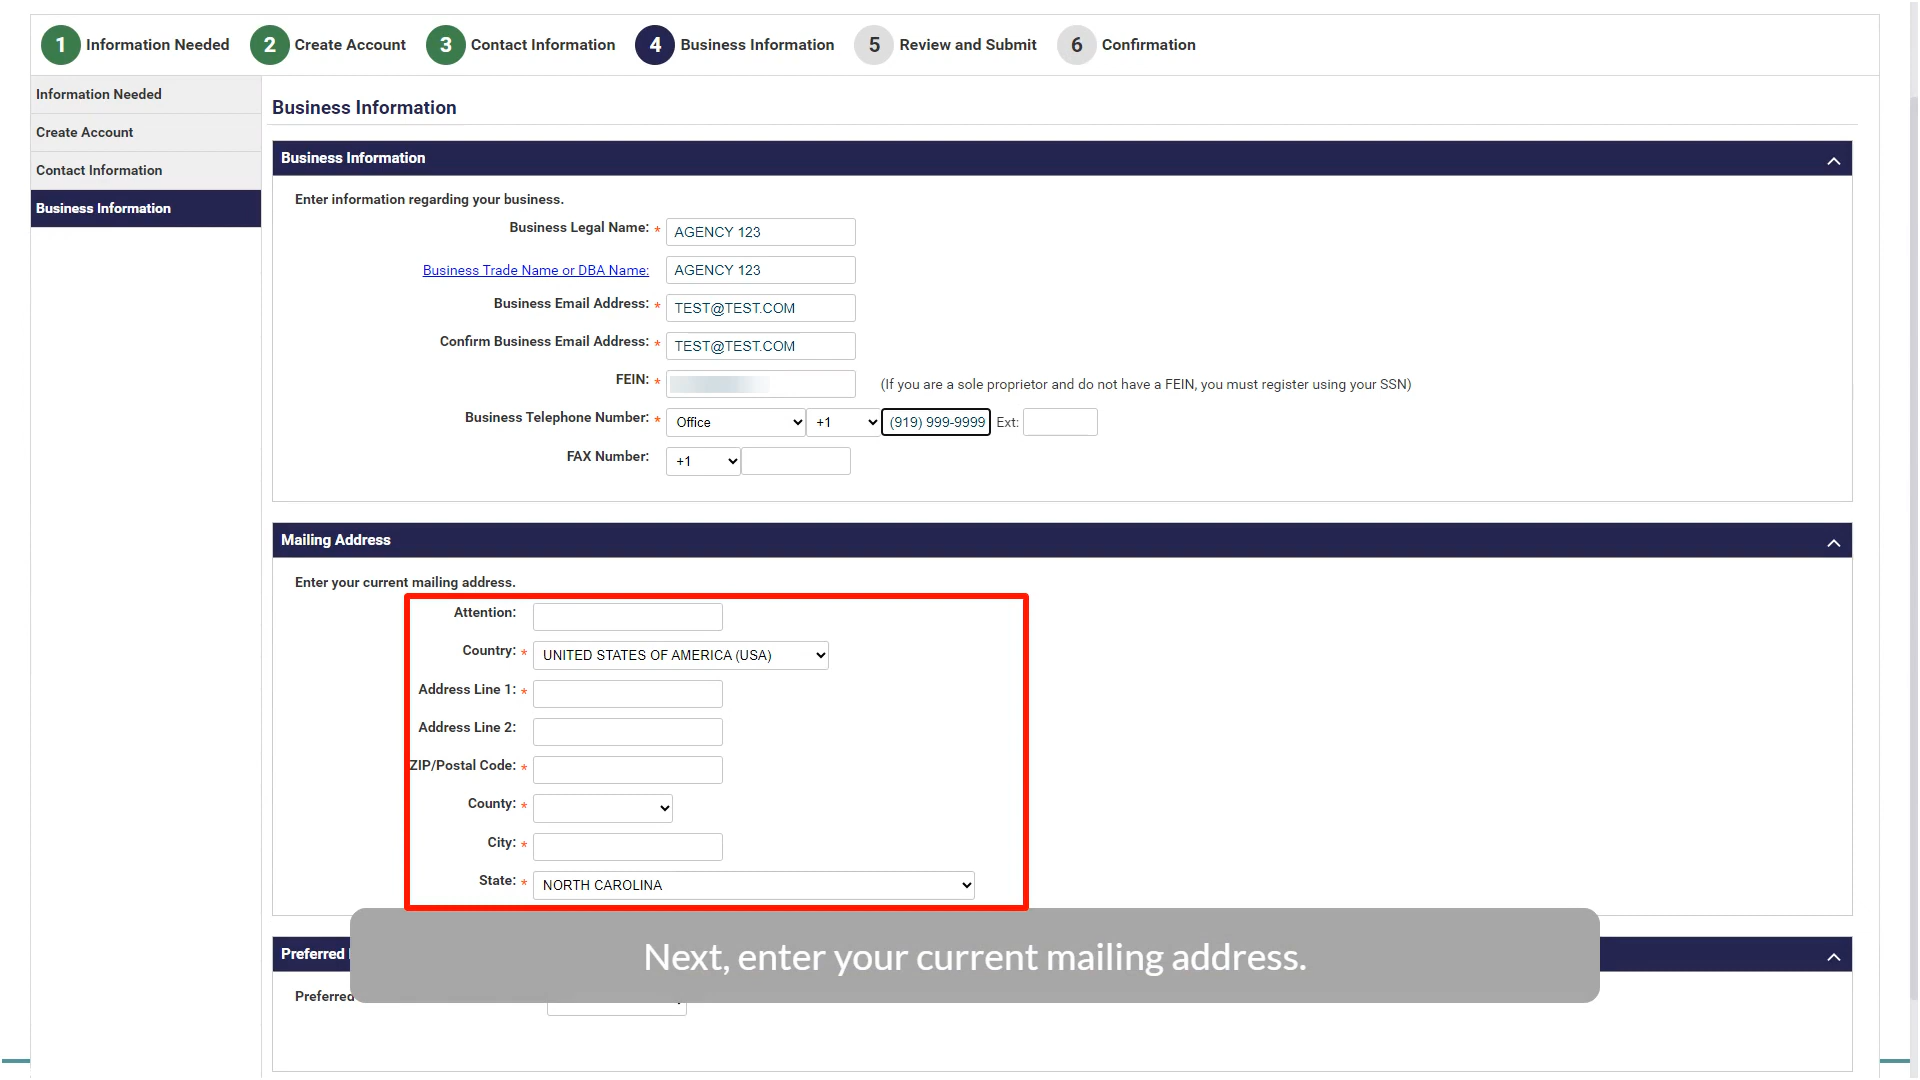 1 Information Needed 2 Create Account 3 Contact Information 4 Business Information 5 Review and Submit 6 Confirmation
Information Needed
Create Account
Contact Information
Business Information
Business Information
Business Information
Enter information regarding your business.
Business Legal Name: * AGENCY 123
Business Trade Name or DBA Name: AGENCY 123
Business Email Address: * TEST@TEST.COM
Confirm Business Email Address: * TEST@TEST.COM
FEIN: * (If you are a sole proprietor and do not have a FEIN, you must register using your SSN)
Business Telephone Number: * Office +1 (919) 999-9999 Ext:
FAX Number: +1
Mailing Address
Enter your current mailing address.
Attention:
Country: * UNITED STATES OF AMERICA (USA)
Address Line 1: *
Address Line 2:
ZIP/Postal Code: *
County: *
City: *
State: * NORTH CAROLINA
Preferred
Next, enter your current mailing address.
Preferred